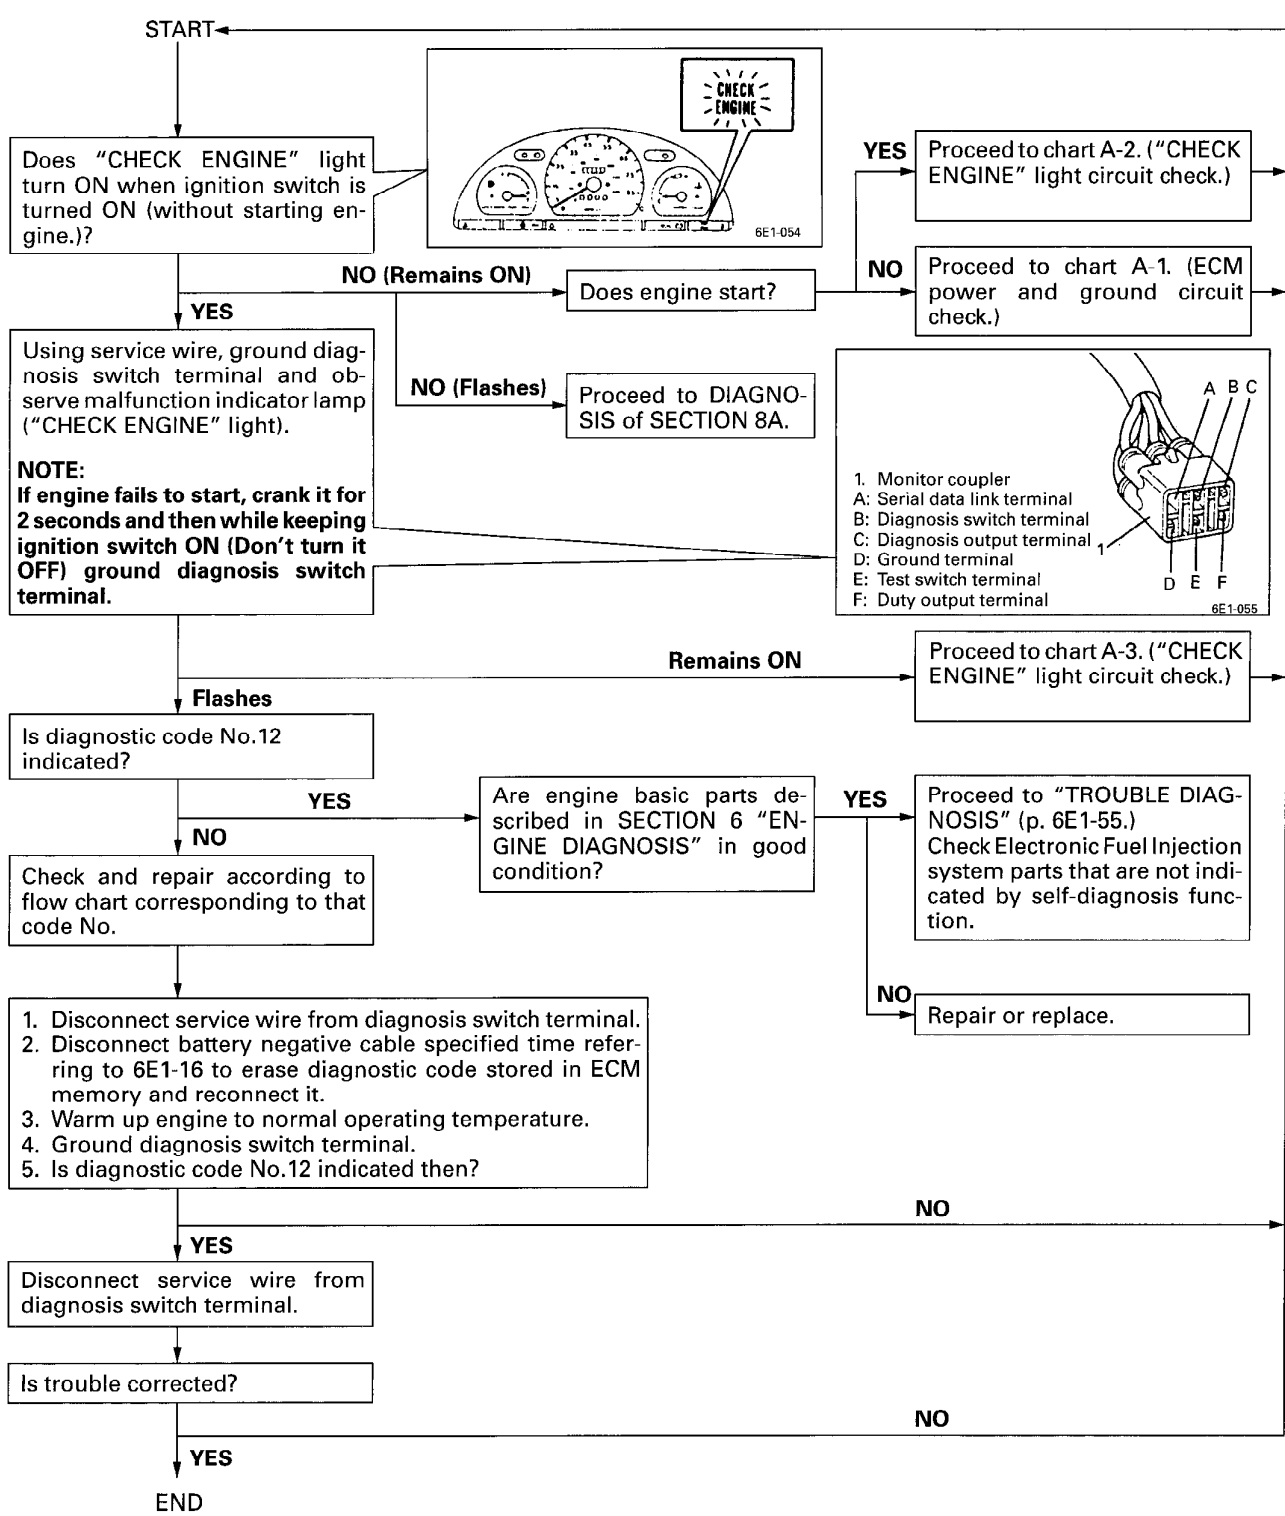 START
Does "CHECK ENGINE" light
turn ON when ignition switch is
turned ON (without starting en-
gine.)?
CHECK
ENGINE
6E1-054
YES
Proceed to chart A-2. ("CHECK
ENGINE" light circuit check.)
NO (Remains ON)
Does engine start?
NO
Proceed to chart A-1. (ECM
power and ground circuit
check.)
YES
Using service wire, ground diag-
nosis switch terminal and ob-
serve malfunction indicator lamp
("CHECK ENGINE" light).
NOTE:
If engine fails to start, crank it for
2 seconds and then while keeping
ignition switch ON (Don't turn it
OFF) ground diagnosis switch
terminal.
NO (Flashes)
Proceed to DIAGNO-
SIS of SECTION 8A.
A B C
1. Monitor coupler
A: Serial data link terminal
B: Diagnosis switch terminal
C: Diagnosis output terminal
D: Ground terminal
E: Test switch terminal
F: Duty output terminal
1
D E F
6E1-055
Remains ON
Proceed to chart A-3. ("CHECK
ENGINE" light circuit check.)
Flashes
Is diagnostic code No.12
indicated?
YES
Are engine basic parts de-
scribed in SECTION 6 "EN-
GINE DIAGNOSIS" in good
condition?
YES
Proceed to "TROUBLE DIAG-
NOSIS" (p. 6E1-55.)
Check Electronic Fuel Injection
system parts that are not indi-
cated by self-diagnosis func-
tion.
NO
Check and repair according to
flow chart corresponding to that
code No.
NO
Repair or replace.
1. Disconnect service wire from diagnosis switch terminal.
2. Disconnect battery negative cable specified time refer-
ring to 6E1-16 to erase diagnostic code stored in ECM
memory and reconnect it.
3. Warm up engine to normal operating temperature.
4. Ground diagnosis switch terminal.
5. Is diagnostic code No.12 indicated then?
NO
YES
Disconnect service wire from
diagnosis switch terminal.
Is trouble corrected?
NO
YES
END